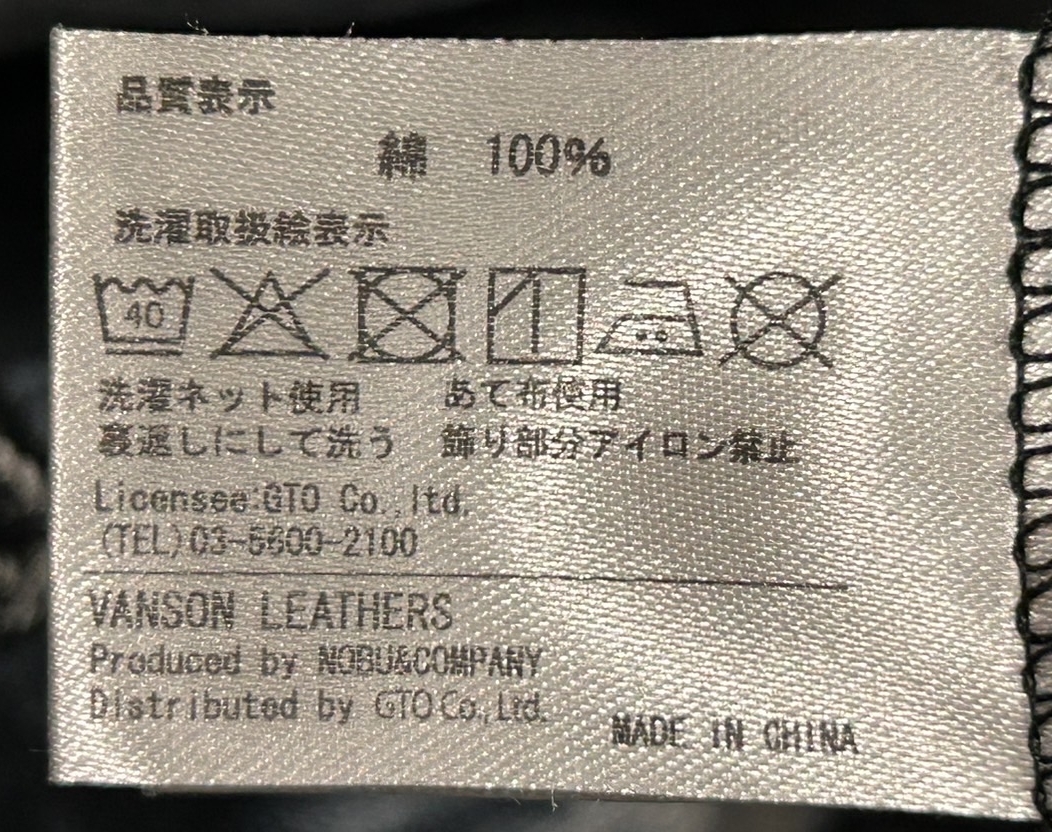 品質表示
綿 100%
洗濯取扱絵表示
40
洗濯ネット使用 あて布使用
裏返しにして洗う 飾り部分アイロン禁止
Licensee:GTO Co.,ltd.
(TEL)03-5600-2100
VANSON LEATHERS
Produced by NOBU&COMPANY
Distributed by GTO Co.,Ltd.
MADE IN CHINA